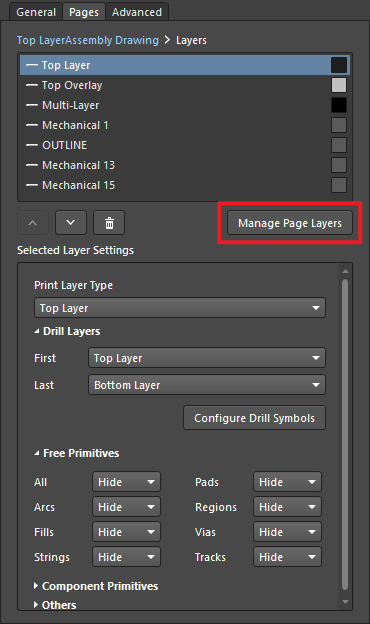 General Pages Advanced
Top LayerAssembly Drawing > Layers
Top Layer
Top Overlay
Multi-Layer
Mechanical 1
OUTLINE
Mechanical 13
Mechanical 15
Manage Page Layers
Selected Layer Settings
Print Layer Type
Top Layer
Drill Layers
First Top Layer
Last Bottom Layer
Configure Drill Symbols
Free Primitives
All Hide Pads Hide
Arcs Hide Regions Hide
Fills Hide Vias Hide
Strings Hide Tracks Hide
Component Primitives
Others